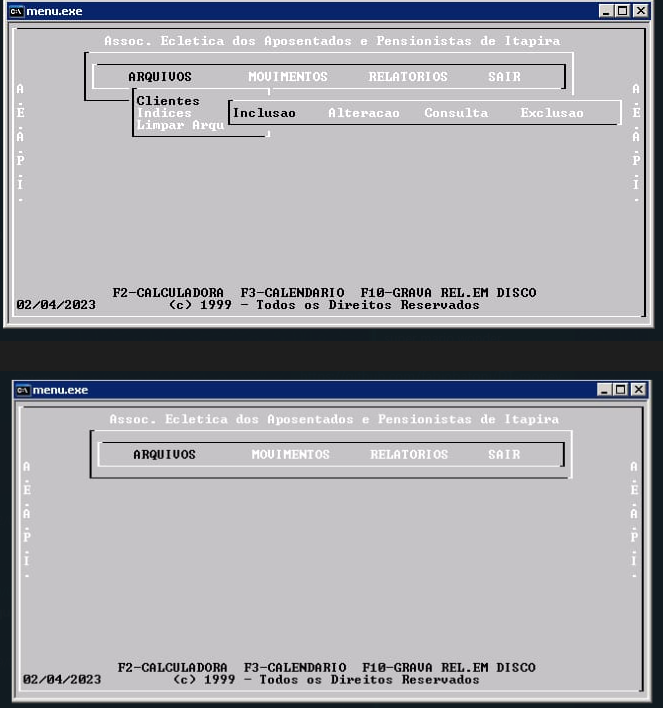 menu.exe
Assoc. Ecletica dos Aposentados e Pensionistas de Itapira
ARQUIVOS MOVIMENTOS RELATORIOS SAIR
Clientes
Indices
Limpar Arqu
Inclusao Alteracao Consulta Exclusao
A.E.A.P.I.
A.E.A.P.I.
F2-CALCULADORA F3-CALENDARIO F10-GRAVA REL.EM DISCO
02/04/2023 (c) 1999 - Todos os Direitos Reservados
menu.exe
Assoc. Ecletica dos Aposentados e Pensionistas de Itapira
ARQUIVOS MOVIMENTOS RELATORIOS SAIR
A.E.A.P.I.
A.E.A.P.I.
F2-CALCULADORA F3-CALENDARIO F10-GRAVA REL.EM DISCO
02/04/2023 (c) 1999 - Todos os Direitos Reservados